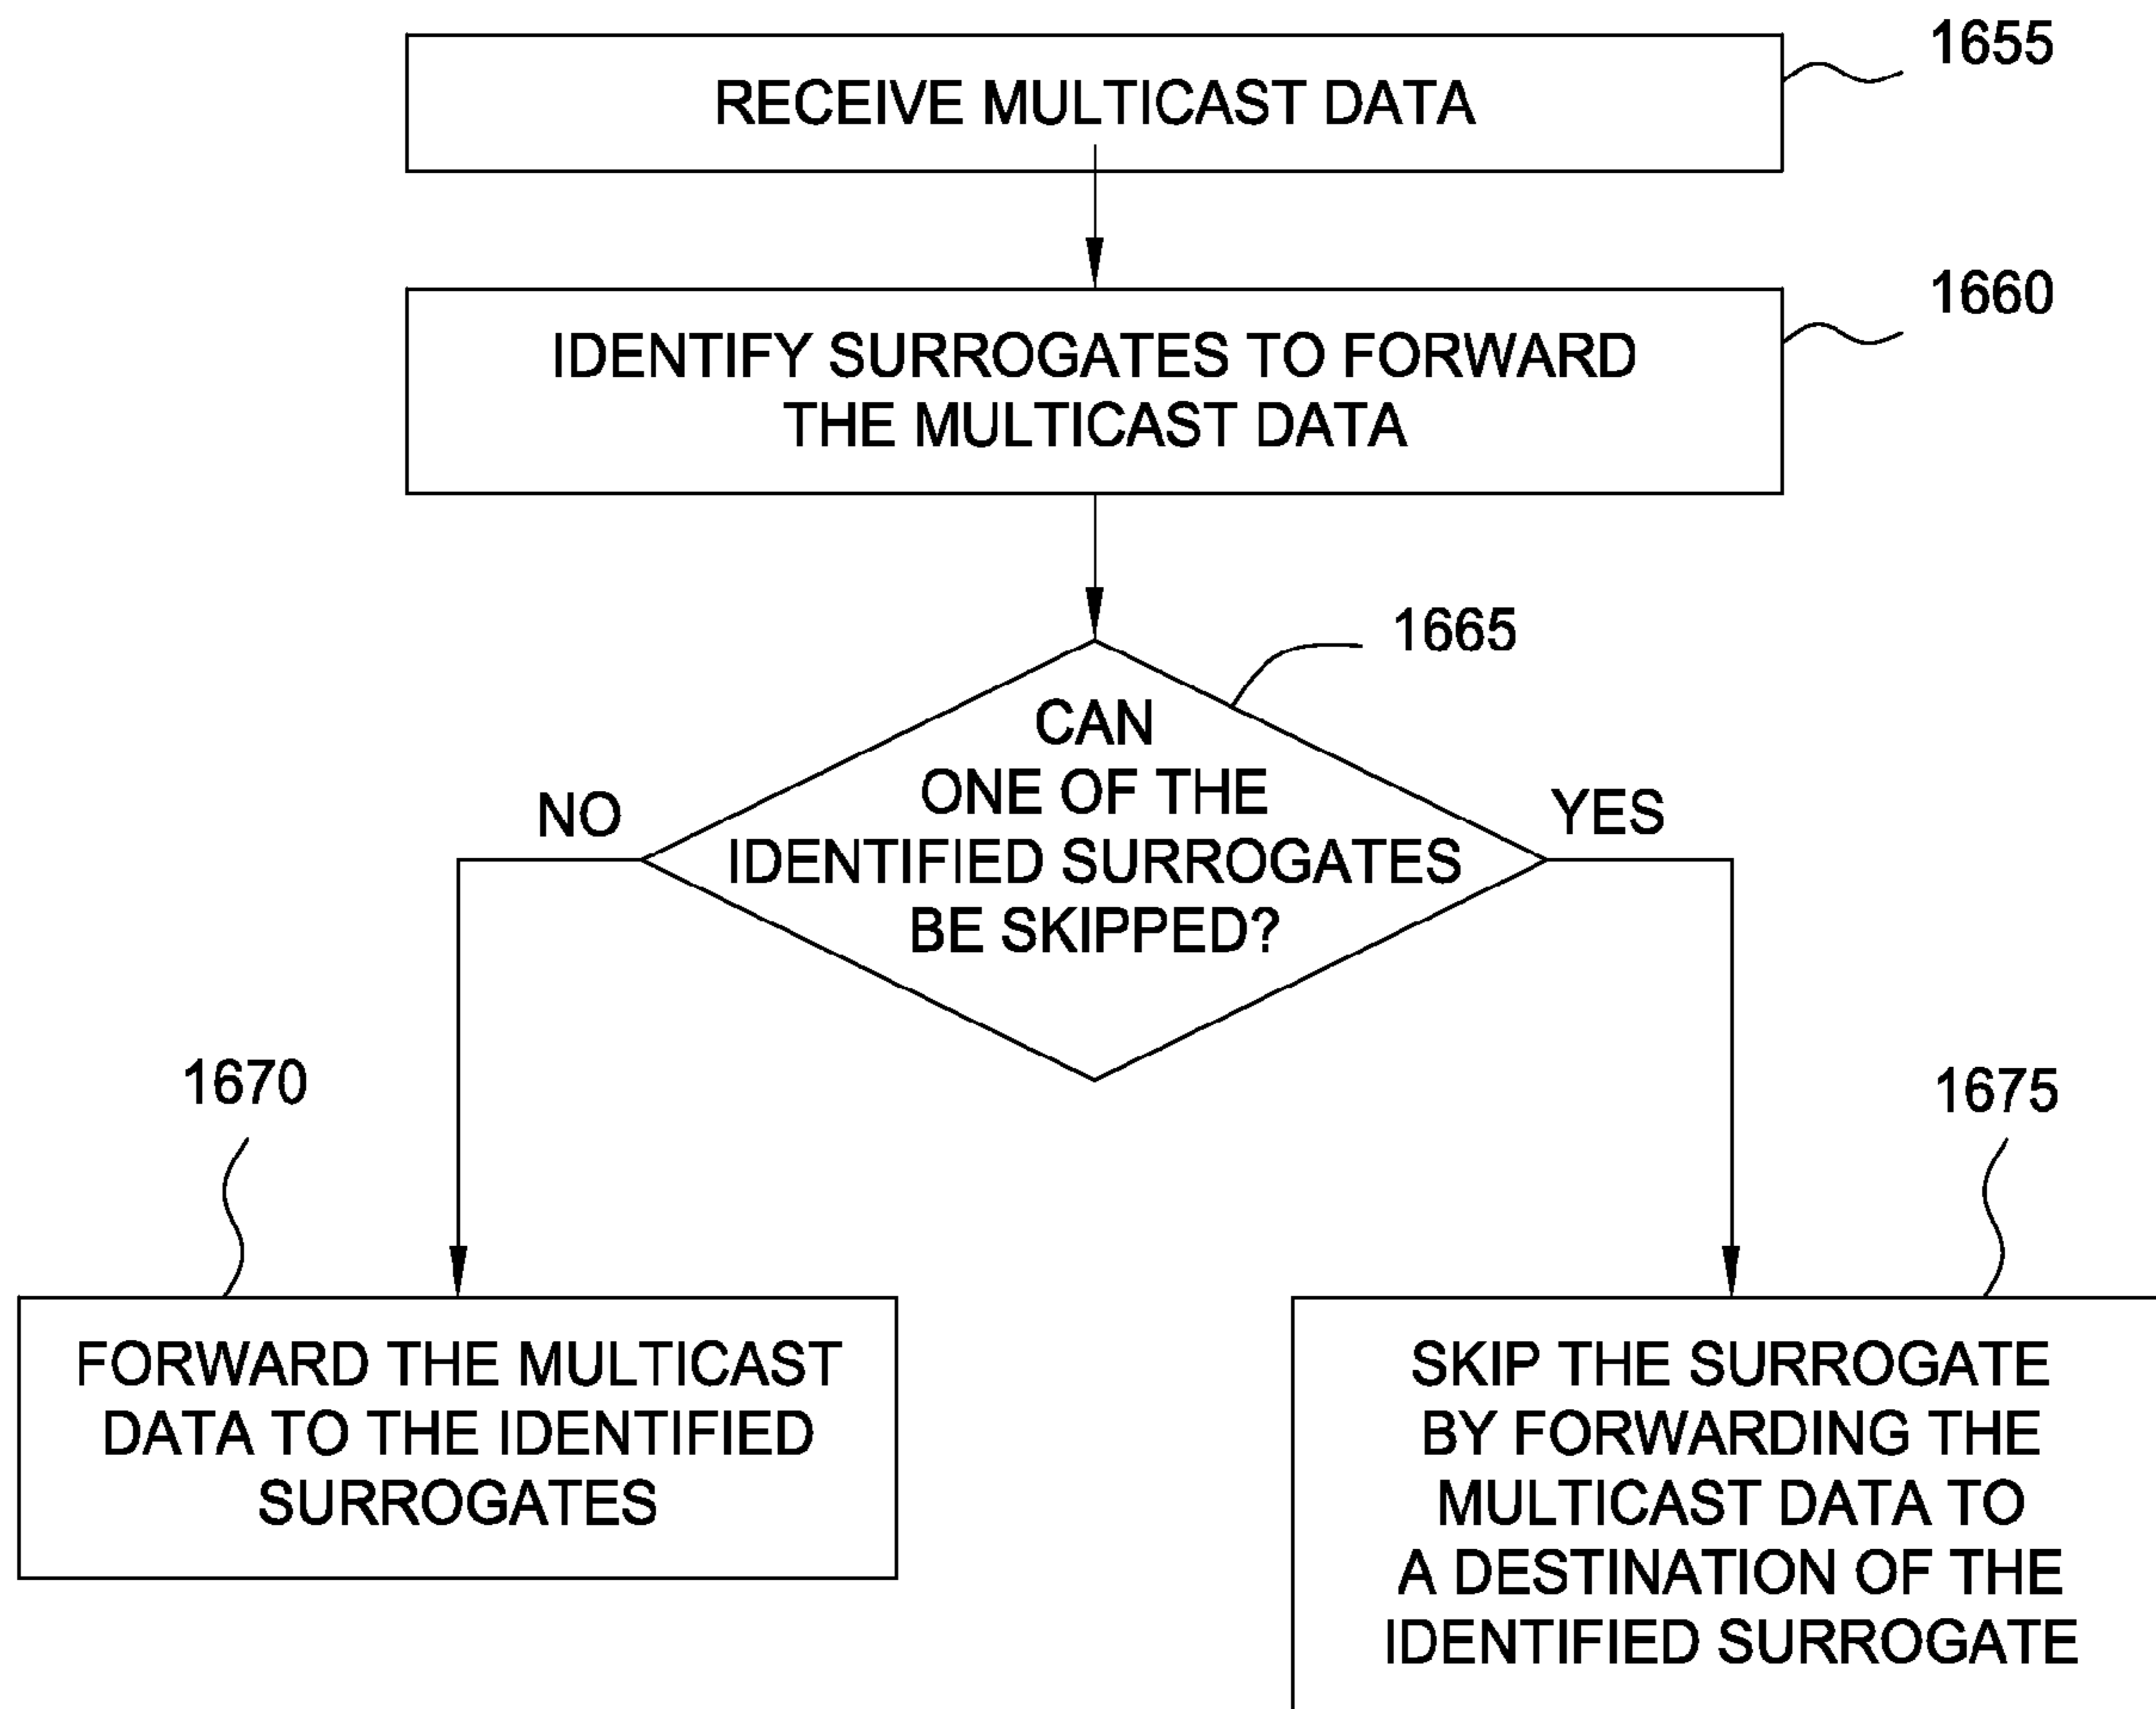 1655
RECEIVE MULTICAST DATA
1660
IDENTIFY SURROGATES TO FORWARD
THE MULTICAST DATA
1665
CAN
ONE OF THE
IDENTIFIED SURROGATES
BE SKIPPED?
NO
YES
1670
FORWARD THE MULTICAST
DATA TO THE IDENTIFIED
SURROGATES
1675
SKIP THE SURROGATE
BY FORWARDING THE
MULTICAST DATA TO
A DESTINATION OF THE
IDENTIFIED SURROGATE